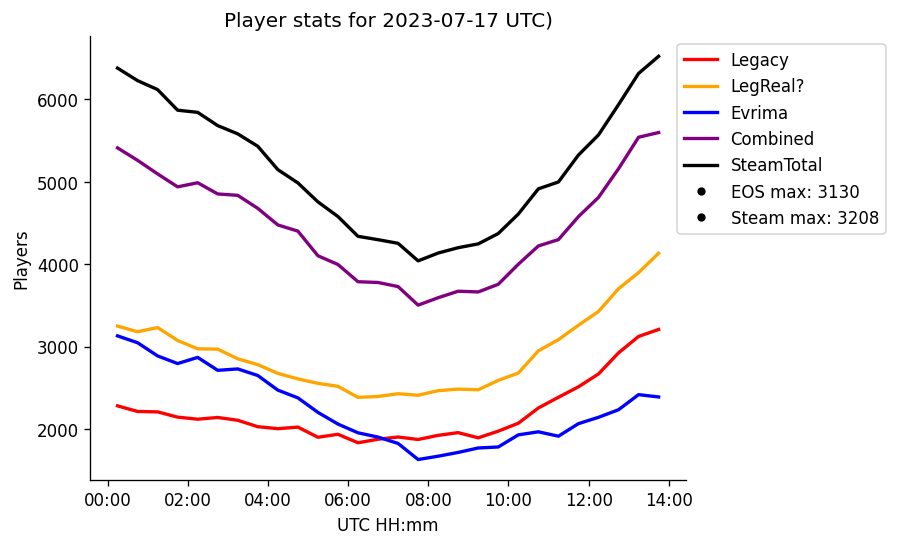 Player stats for 2023-07-17 UTC)
Legacy
LegReal?
Evrima
Combined
SteamTotal
EOS max: 3130
Steam max: 3208
Players
6000
5000
4000
3000
2000
00:00 02:00 04:00 06:00 08:00 10:00 12:00 14:00
UTC HH:mm